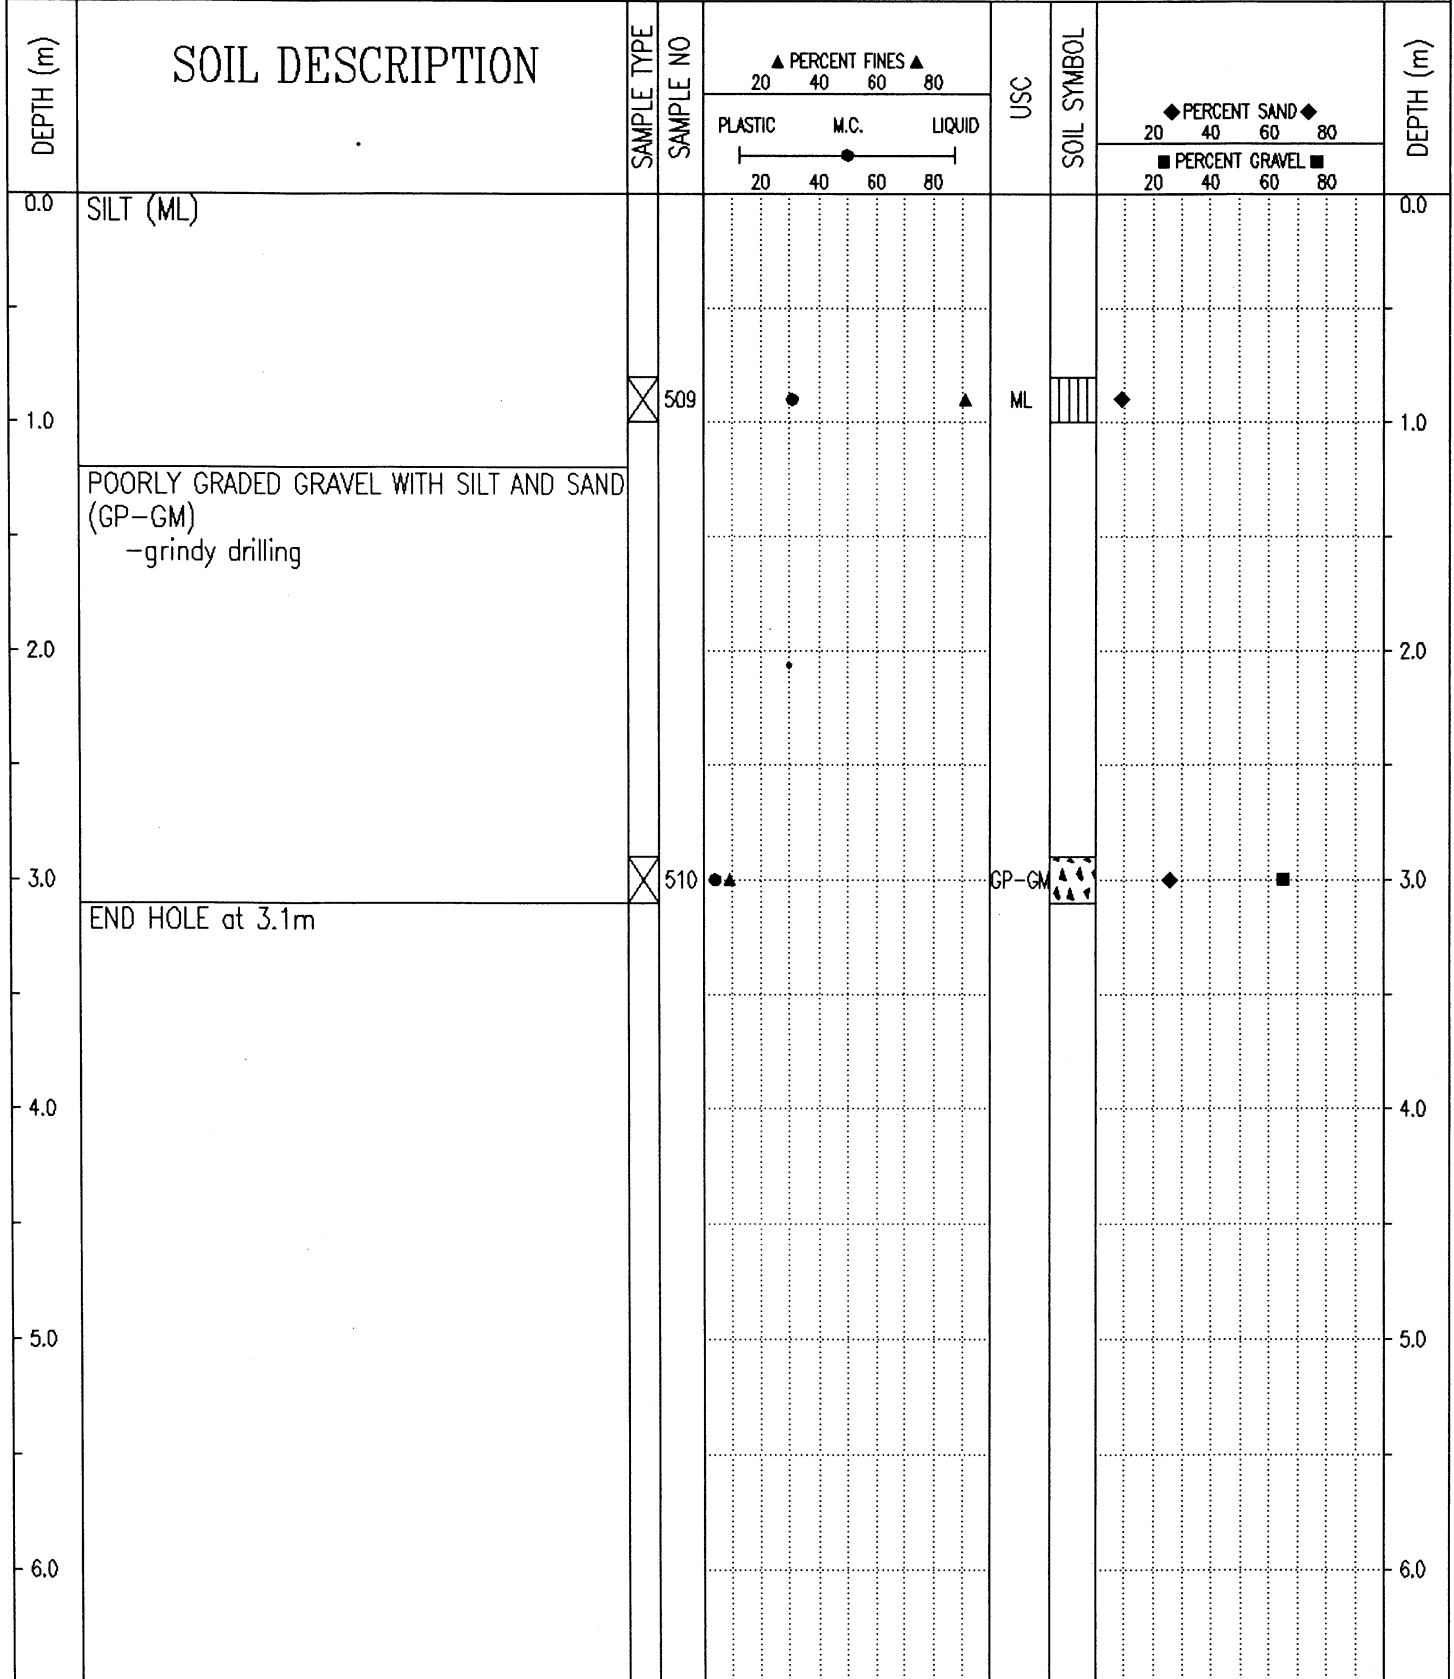 DEPTH (m)
SOIL DESCRIPTION
SAMPLE TYPE
SAMPLE NO
▲ PERCENT FINES ▲
20 40 60 80
PLASTIC M.C. LIQUID
20 40 60 80
USC
SOIL SYMBOL
◆ PERCENT SAND ◆
20 40 60 80
■ PERCENT GRAVEL ■
20 40 60 80
DEPTH (m)
0.0 SILT (ML) 0.0
509 ML
1.0 1.0
POORLY GRADED GRAVEL WITH SILT AND SAND
(GP-GM)
-grindy drilling
2.0 2.0
3.0 510 GP-GM 3.0
END HOLE at 3.1m
4.0 4.0
5.0 5.0
6.0 6.0